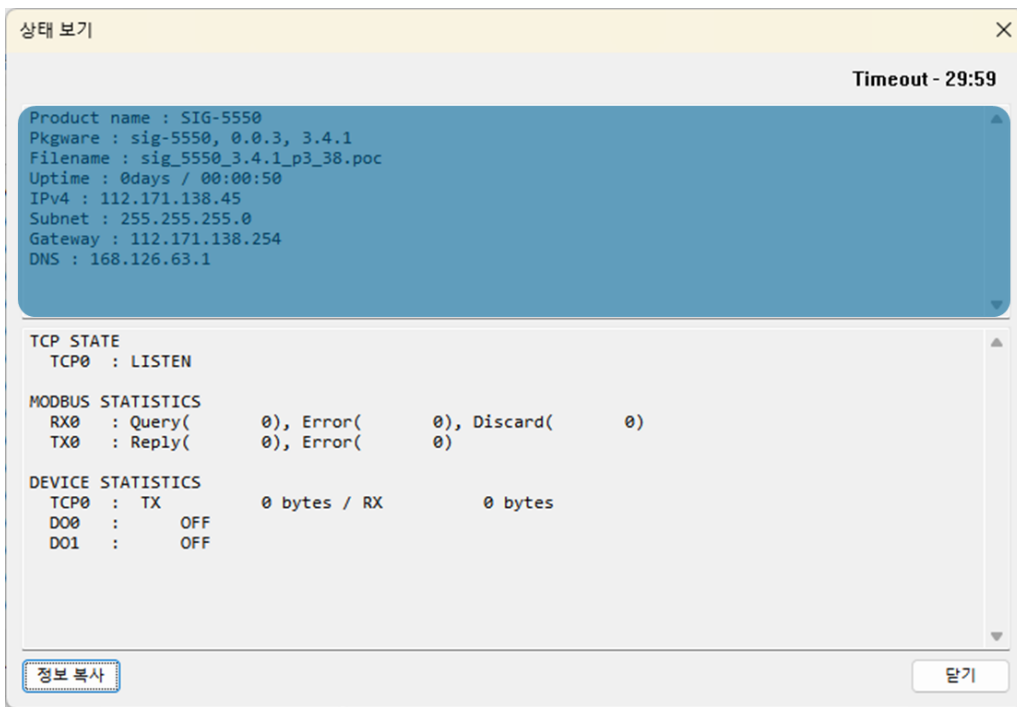 상태 보기
Timeout - 29:59
Product name : SIG-5550
Pkgware : sig-5550, 0.0.3, 3.4.1
Filename : sig_5550_3.4.1_p3_38.poc
Uptime : 0days / 00:00:50
IPv4 : 112.171.138.45
Subnet : 255.255.255.0
Gateway : 112.171.138.254
DNS : 168.126.63.1
TCP STATE
TCP0 : LISTEN
MODBUS STATISTICS
RX0 : Query( 0), Error( 0), Discard( 0)
TX0 : Reply( 0), Error( 0)
DEVICE STATISTICS
TCP0 : TX 0 bytes / RX 0 bytes
DO0 : OFF
DO1 : OFF
정보 복사 닫기